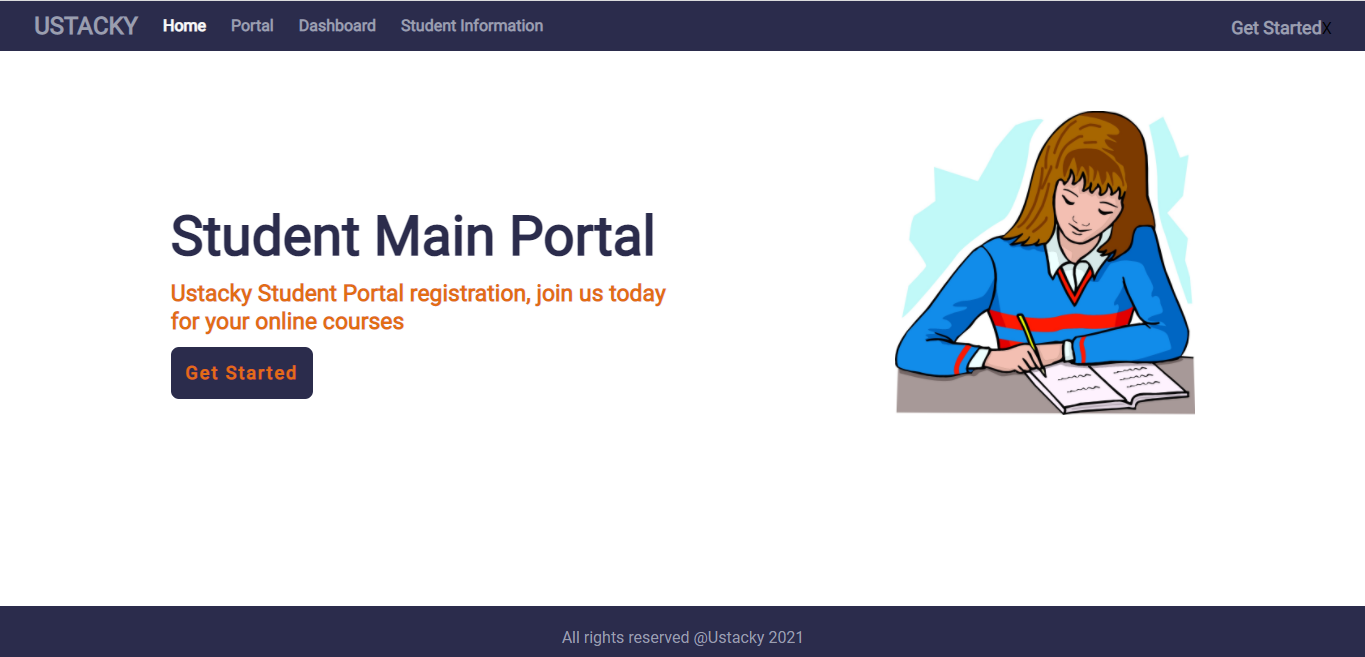 USTACKY Home Portal Dashboard Student Information Get StartedX
Student Main Portal
Ustacky Student Portal registration, join us today
for your online courses
Get Started
All rights reserved @Ustacky 2021